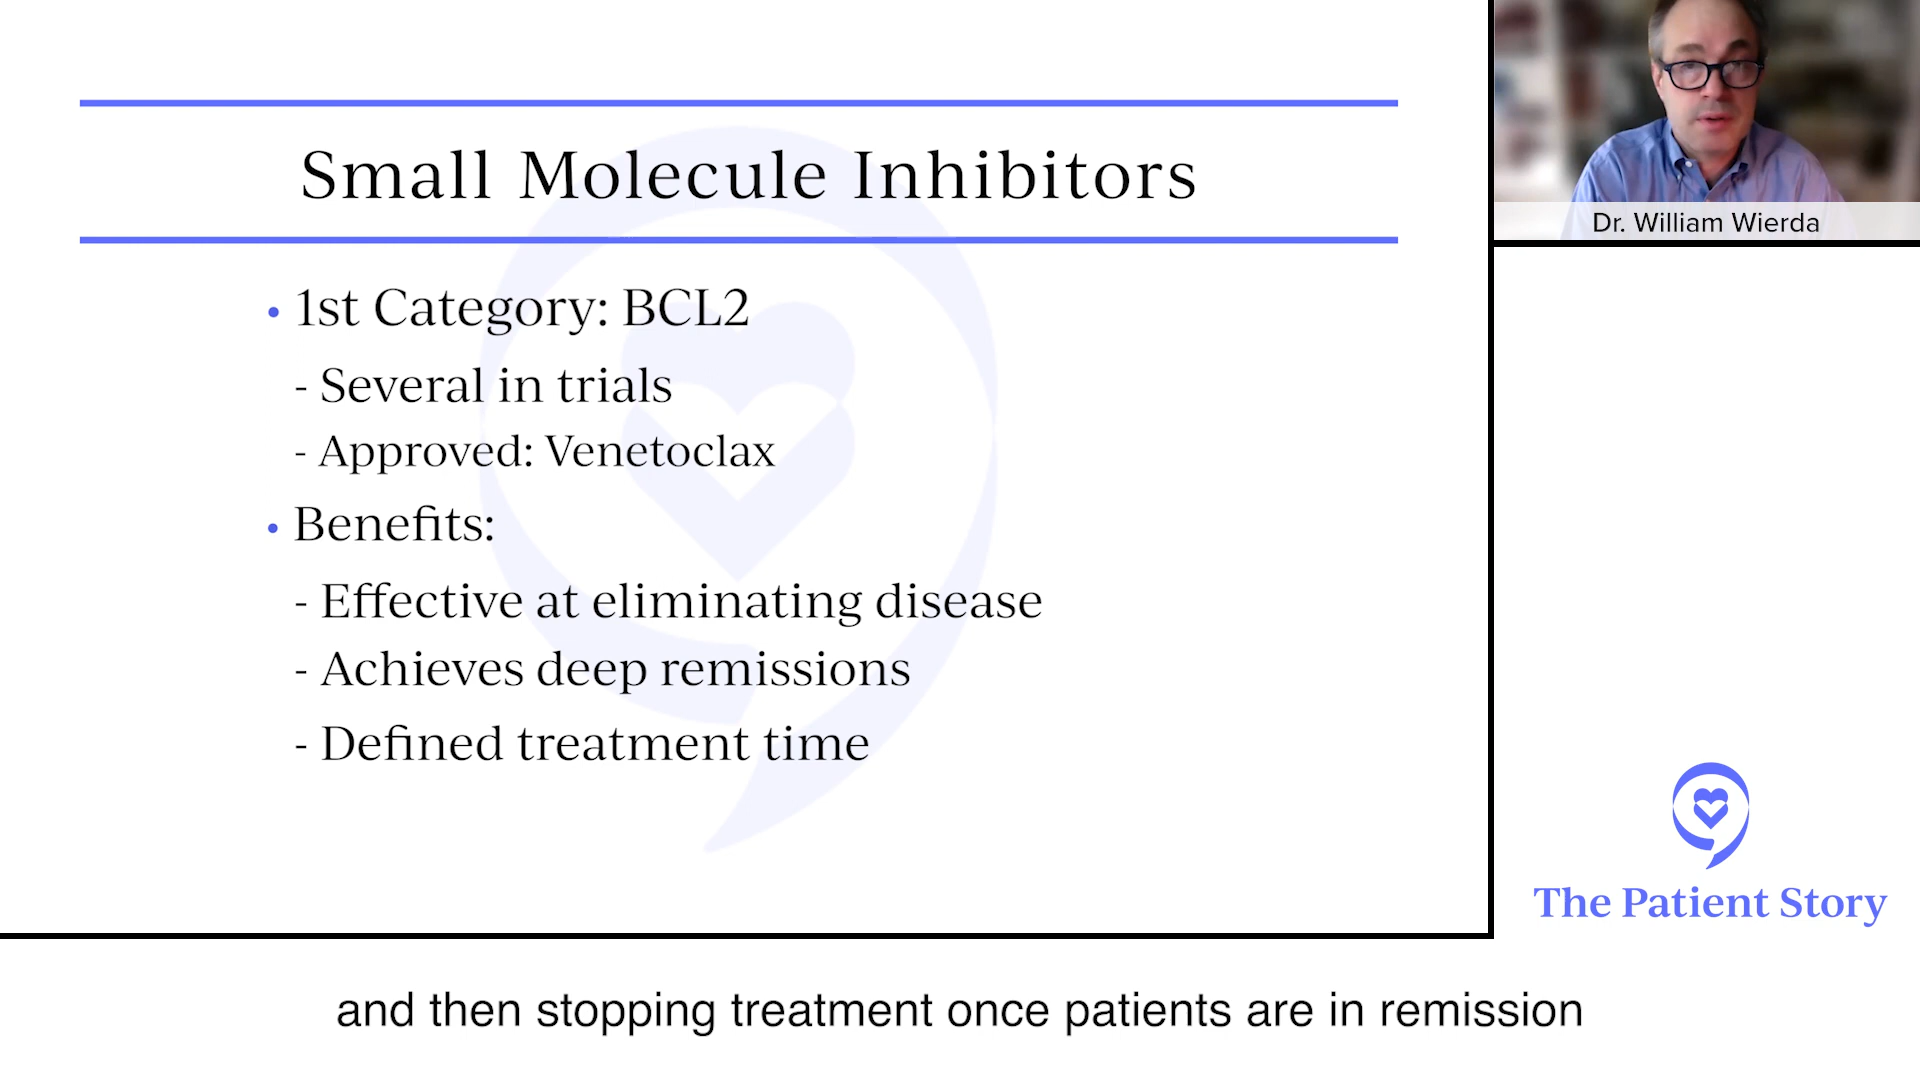 Small Molecule Inhibitors
• 1st Category: BCL2
- Several in trials
- Approved: Venetoclax
• Benefits:
- Effective at eliminating disease
- Achieves deep remissions
- Defined treatment time
Dr. William Wierda
The Patient Story
and then stopping treatment once patients are in remission